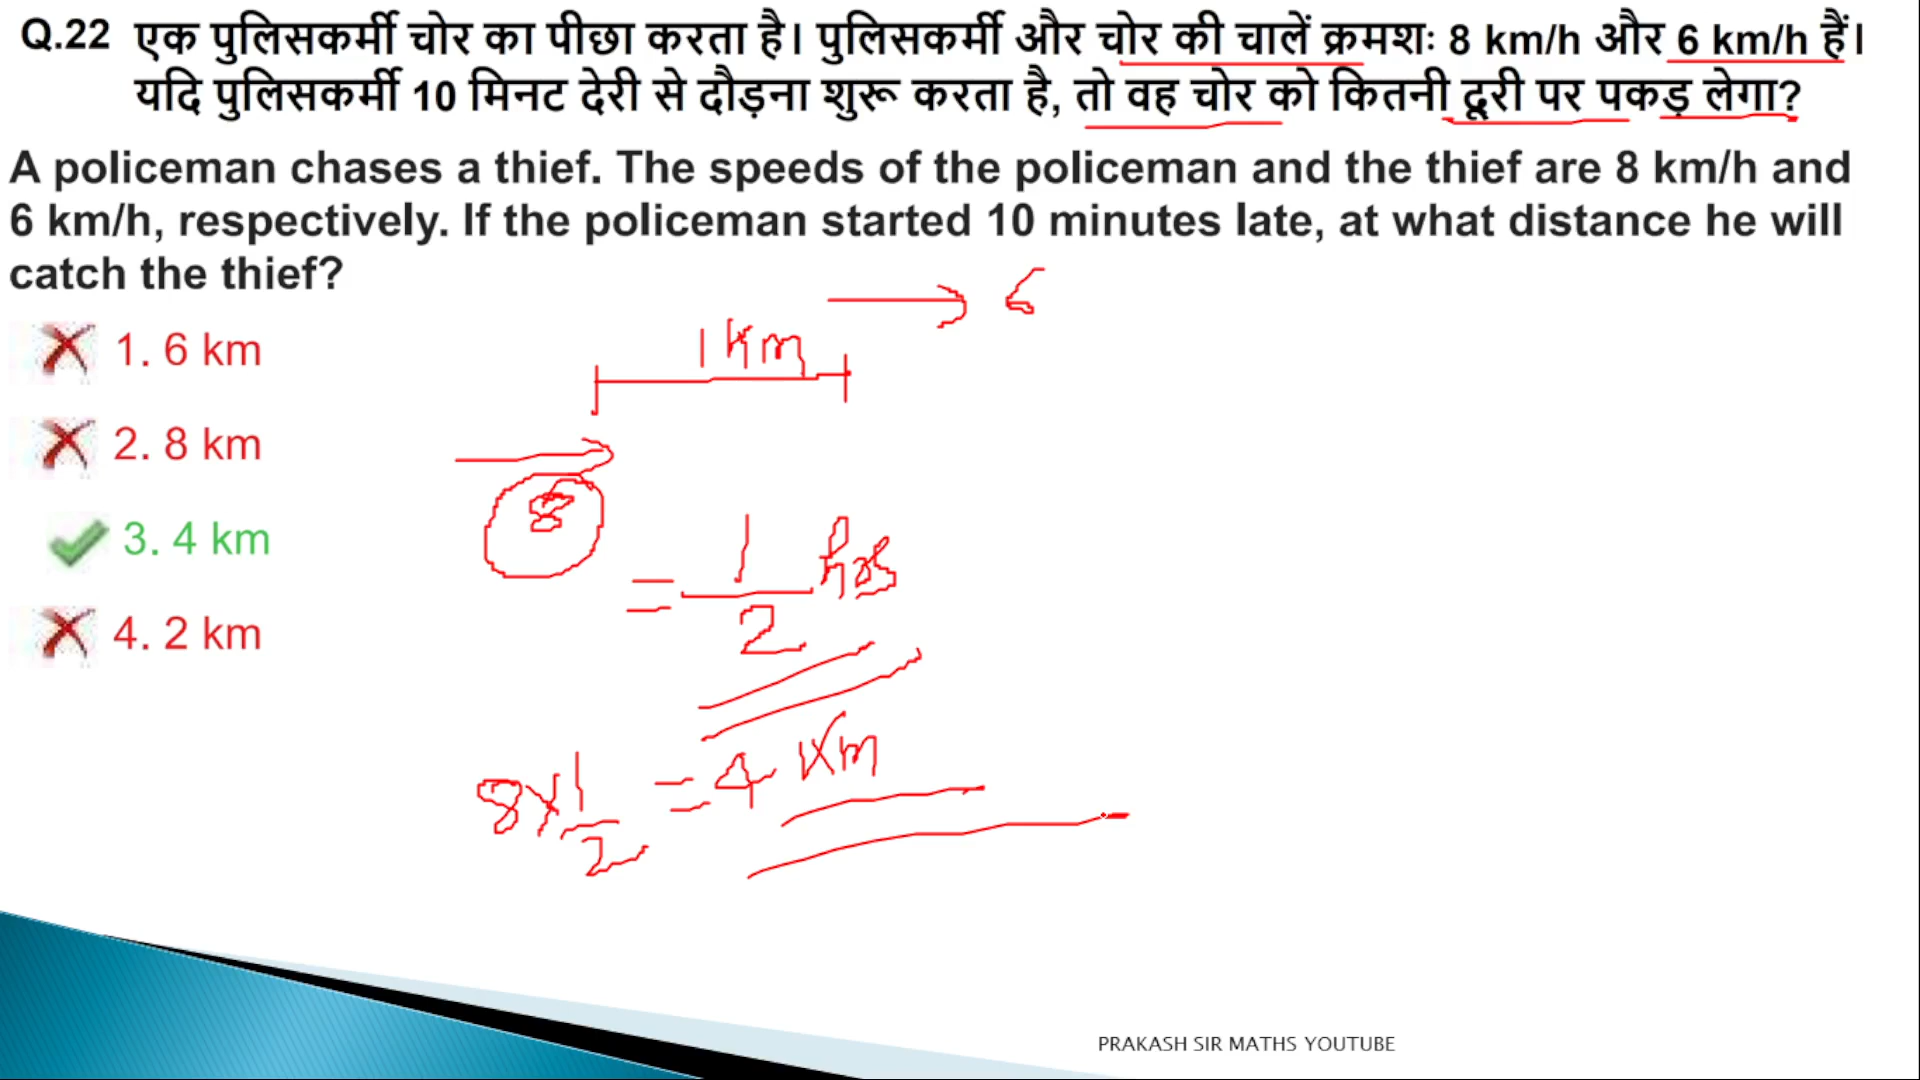 Q.22 एक पुलिसकर्मी चोर का पीछा करता है। पुलिसकर्मी और चोर की चालें क्रमशः 8 km/h और 6 km/h हैं।
यदि पुलिसकर्मी 10 मिनट देरी से दौड़ना शुरू करता है, तो वह चोर को कितनी दूरी पर पकड़ लेगा?
A policeman chases a thief. The speeds of the policeman and the thief are 8 km/h and
6 km/h, respectively. If the policeman started 10 minutes late, at what distance he will
catch the thief?
6
1 Km
1. 6 km
2. 8 km
8
3. 4 km
= 1/2 hrs
4. 2 km
8x1/2 = 4 Km
PRAKASH SIR MATHS YOUTUBE